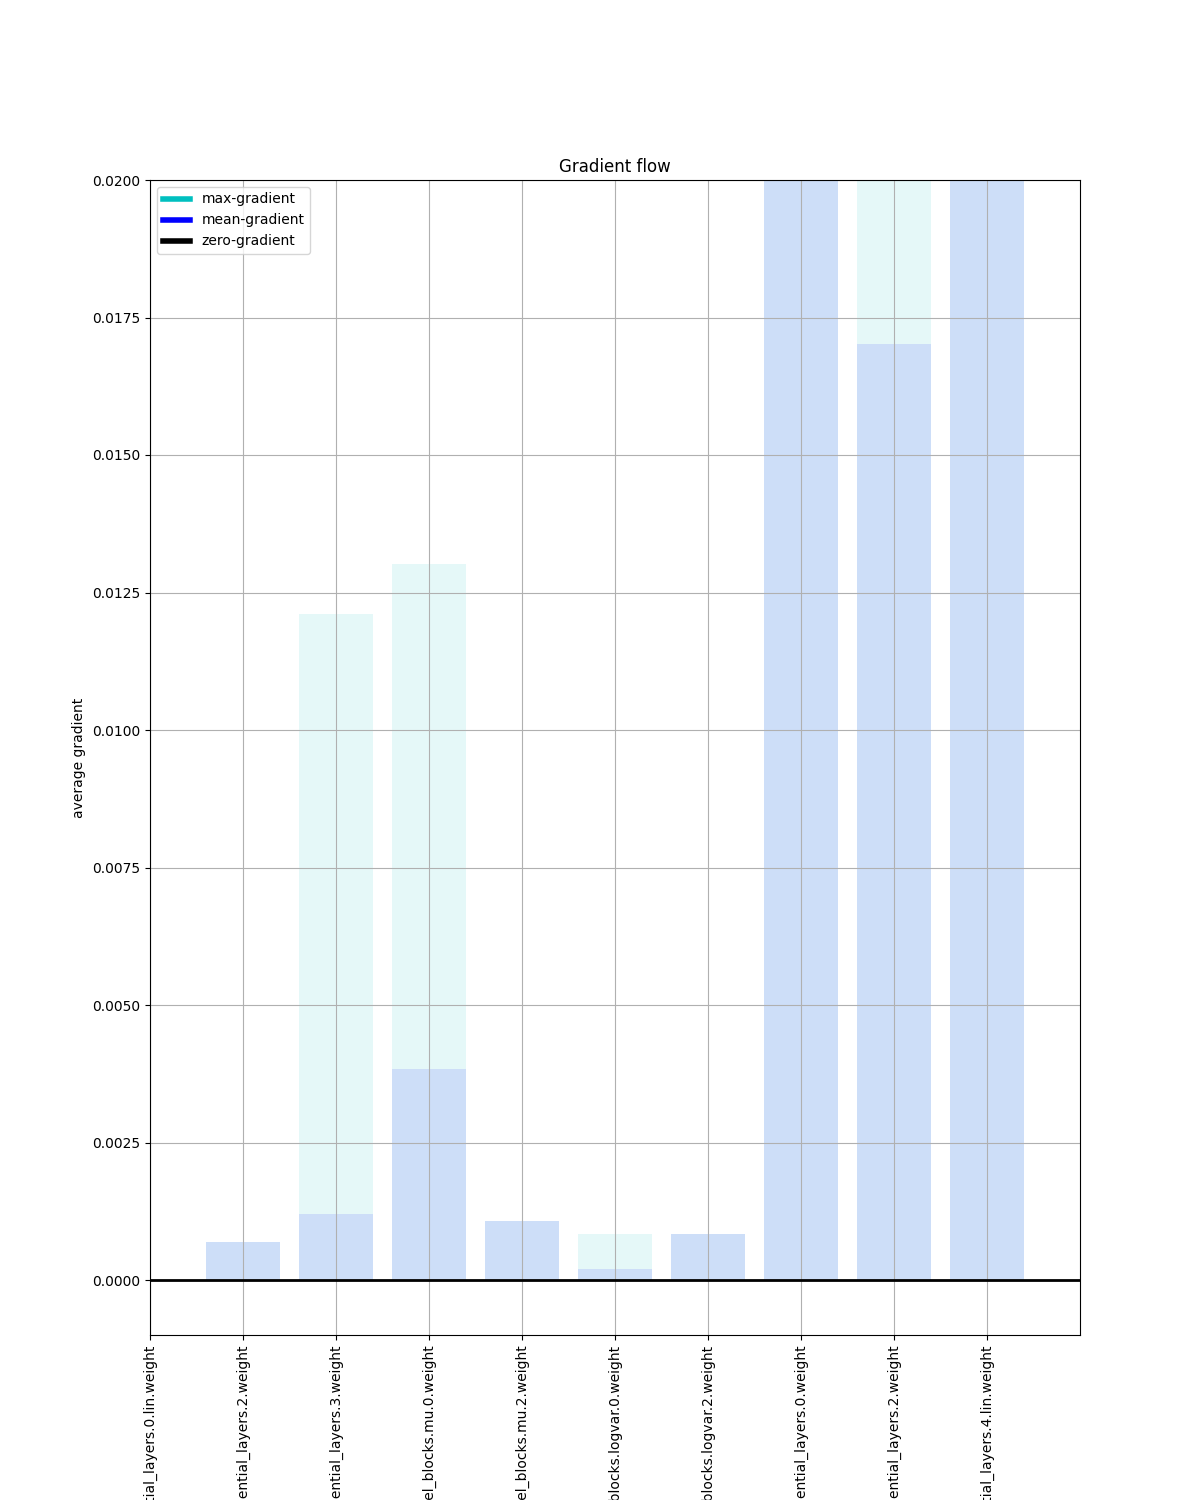 Gradient flow
max-gradient
mean-gradient
zero-gradient
0.0200
0.0175
0.0150
0.0125
0.0100
0.0075
0.0050
0.0025
0.0000
average gradient
tial_layers.0.lin.weight
ential_layers.2.weight
ential_layers.3.weight
el_blocks.mu.0.weight
el_blocks.mu.2.weight
blocks.logvar.0.weight
blocks.logvar.2.weight
ential_layers.0.weight
ential_layers.2.weight
tial_layers.4.lin.weight